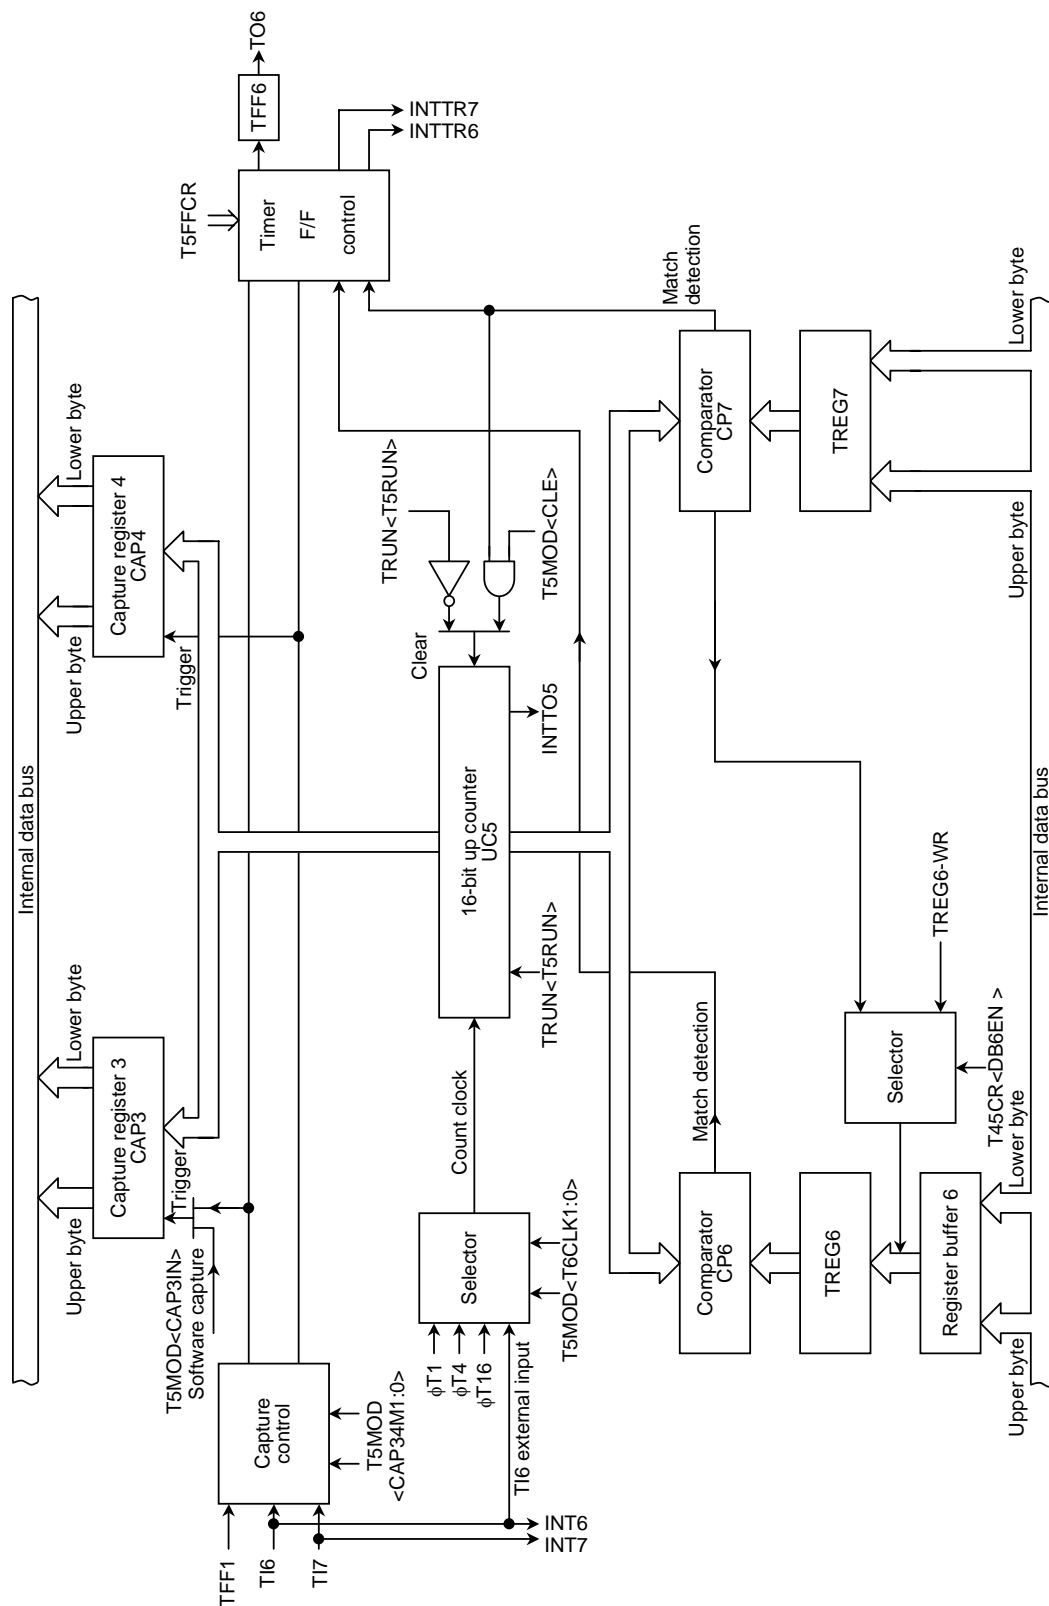 Internal data bus
Upper byte
Lower byte
Upper byte
Lower byte
Capture register 3
CAP3
Capture register 4
CAP4
Trigger
Trigger
T5MOD<CAP3IN>
Software capture
TFF1
TI6
TI7
Capture
control
T5MOD
<CAP34M1:0>
T5FFCR
Timer
F/F
control
TFF6
TO6
INTTR7
INTTR6
INT6
INT7
TI6 external input
ϕT1
ϕT4
ϕT16
Selector
T5MOD<T6CLK1:0>
Count clock
16-bit up counter
UC5
Clear
TRUN<T5RUN>
TRUN<T5RUN>
T5MOD<CLE>
INTTO5
Match detection
Match
detection
Comparator
CP6
Comparator
CP7
TREG6
TREG7
Selector
TREG6-WR
T45CR<DB6EN >
Register buffer 6
Upper byte
Lower byte
Upper byte
Lower byte
Internal data bus